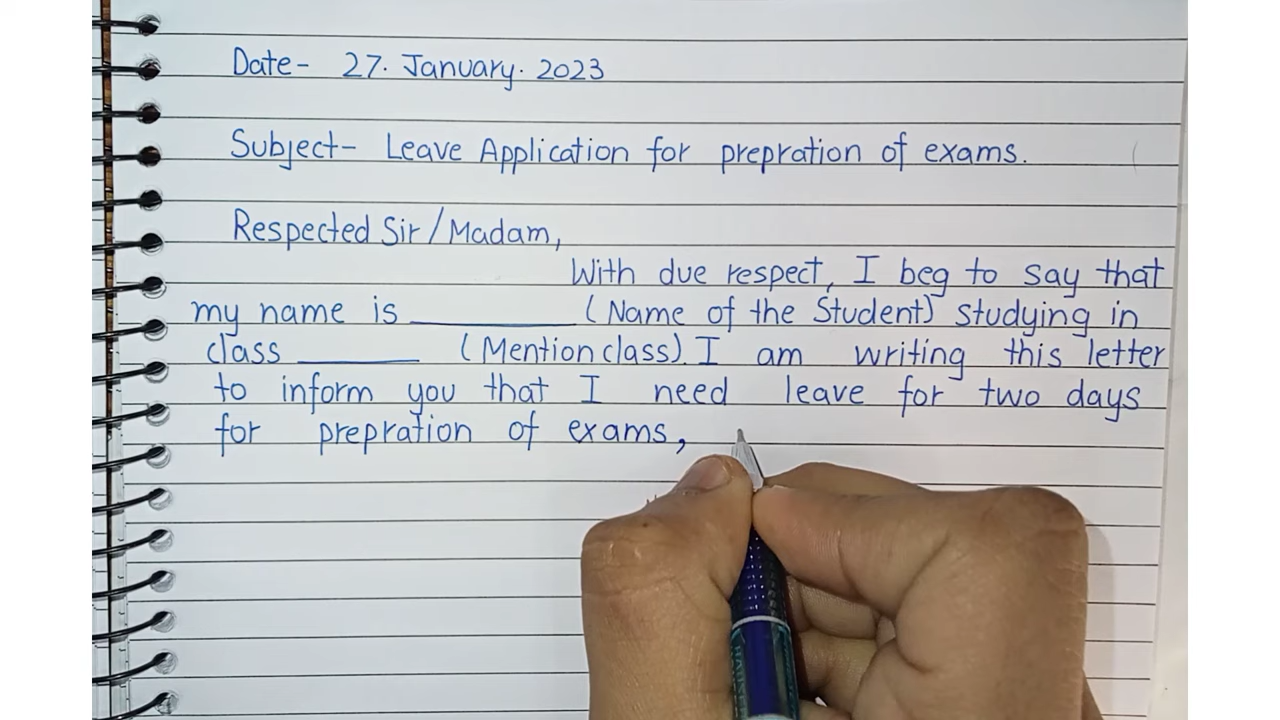 Date- 27. January. 2023
Subject- Leave Application for prepration of exams.
Respected Sir/Madam,
With due respect, I beg to say that
my name is ________ (Name of the Student) studying in
class ______ (Mention class). I am writing this letter
to inform you that I need leave for two days
for prepration of exams,